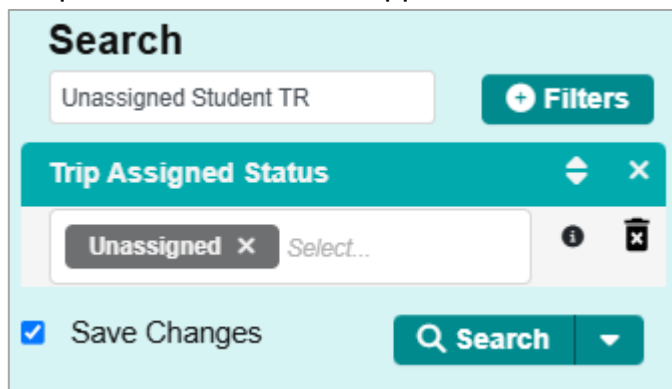 Search
Unassigned Student TR
Filters
Trip Assigned Status
Unassigned
Select...
Save Changes
Search